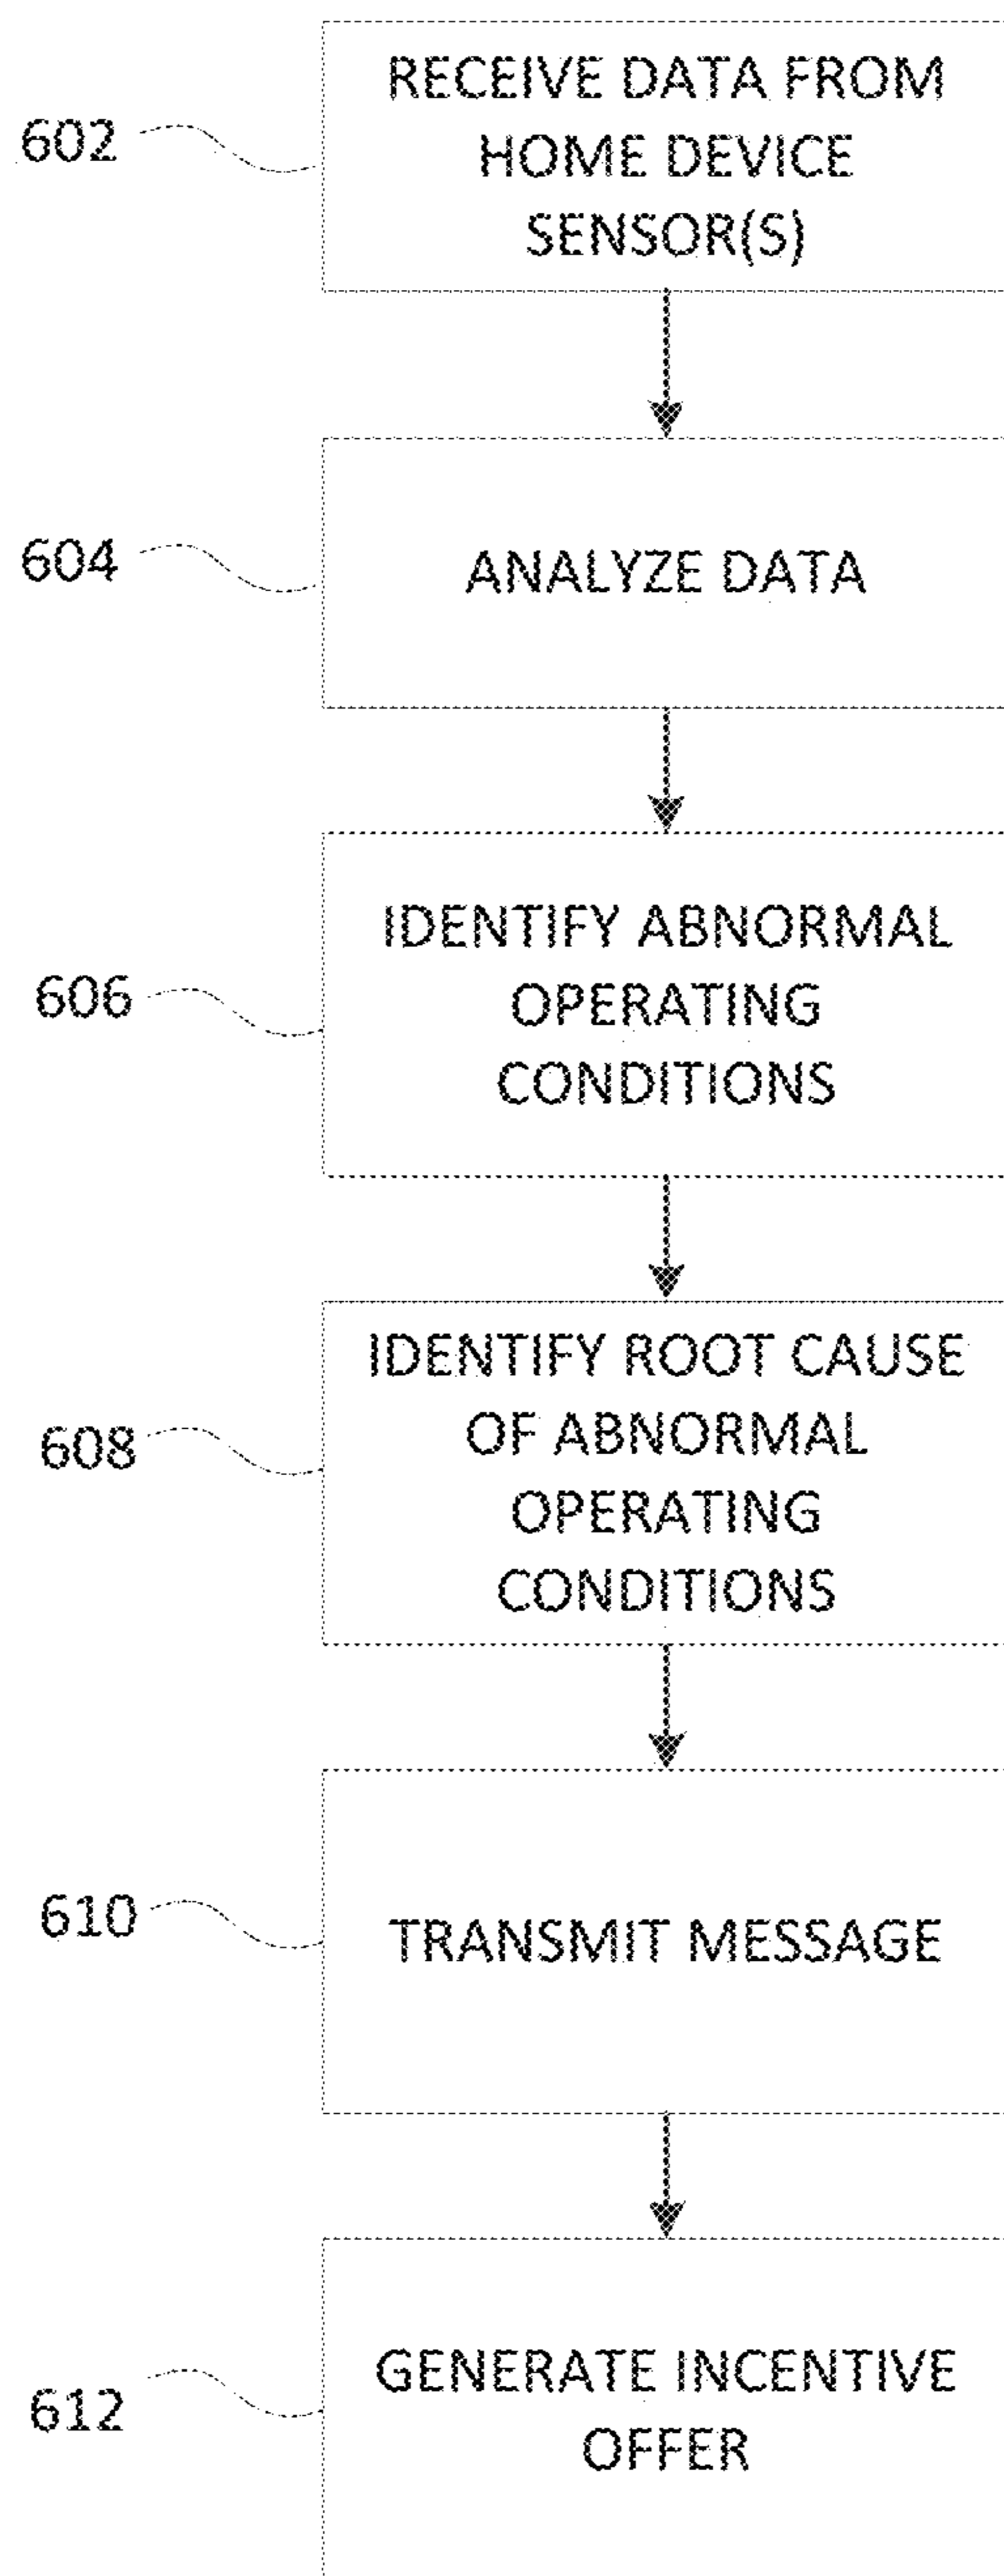 602
RECEIVE DATA FROM
HOME DEVICE
SENSOR(S)
604
ANALYZE DATA
606
IDENTIFY ABNORMAL
OPERATING
CONDITIONS
608
IDENTIFY ROOT CAUSE
OF ABNORMAL
OPERATING
CONDITIONS
610
TRANSMIT MESSAGE
612
GENERATE INCENTIVE
OFFER